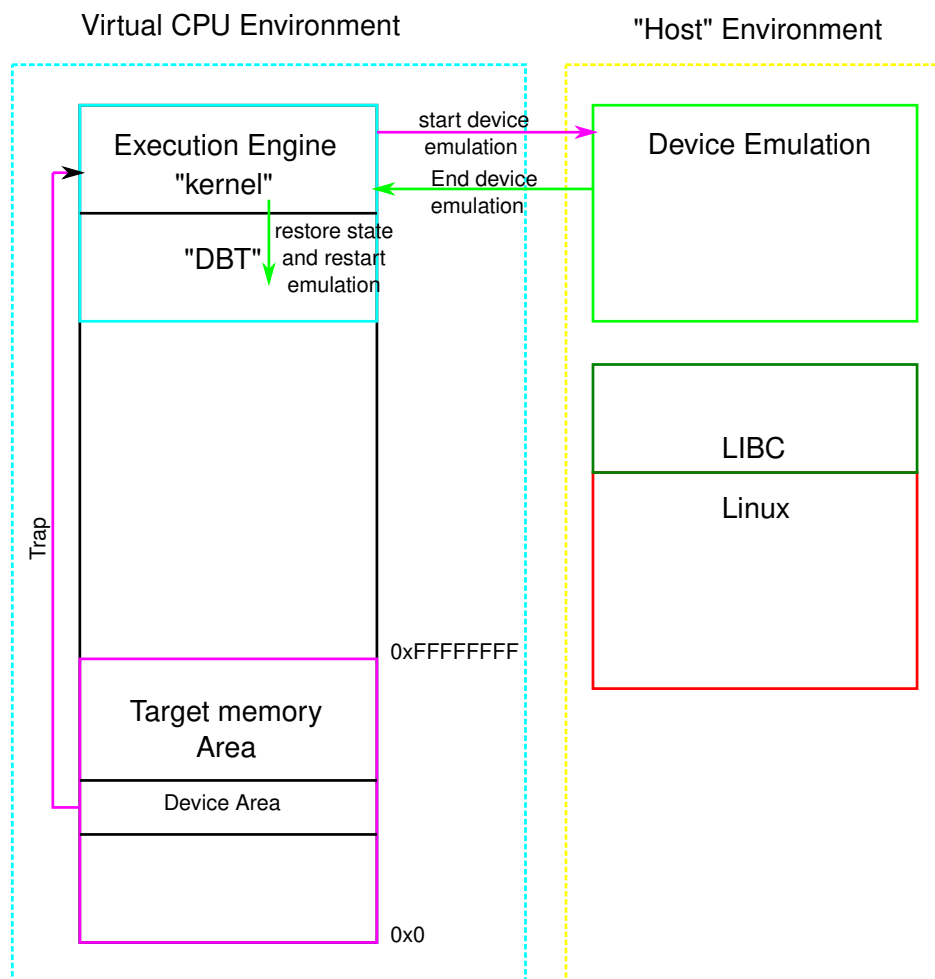 Virtual CPU Environment
"Host" Environment
Execution Engine
"kernel"
start device
emulation
End device
emulation
Device Emulation
"DBT"
restore state
and restart
emulation
LIBC
Linux
Trap
0xFFFFFFFF
Target memory
Area
Device Area
0x0